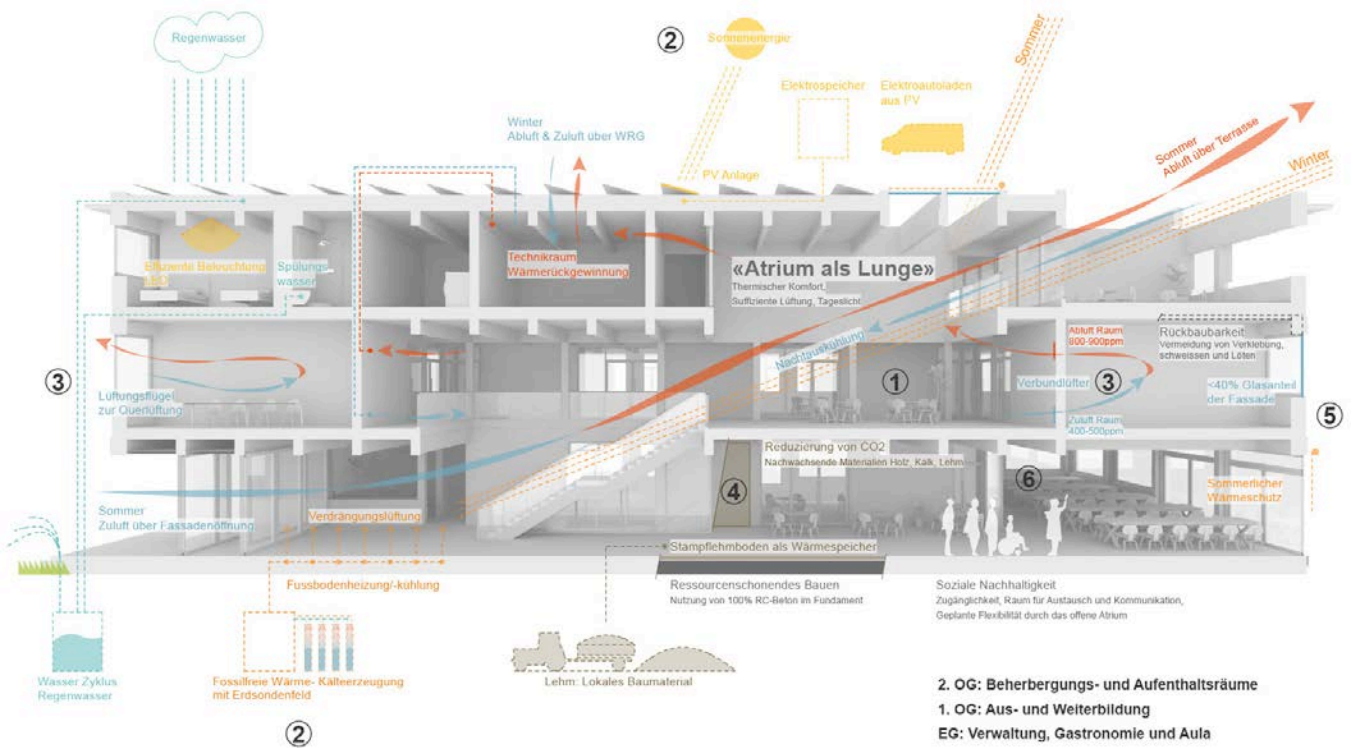 Regenwasser
②
Sonnenenergie
Sommer
Elektrospeicher
Elektroautoladen
aus PV
Winter
Abluft & Zuluft über WRG
Sommer
Abluft über Terrasse
Winter
PV Anlage
Effiziente Beleuchtung
LED
Spülungs
wasser
Technikraum
Wärmerückgewinnung
«Atrium als Lunge»
Thermischer Komfort,
Suffiziente Lüftung, Tageslicht
Nachtauskühlung
Abluft Raum
800-900ppm
Rückbaubarkeit
Vermeidung von Verklebung,
schweissen und Löten
③
①
Verbundlüfter
③
<40% Glasanteil
der Fassade
Lüftungsflügel
zur Querlüftung
Zuluft Raum
400-500ppm
⑤
Reduzierung von CO2
Nachwachsende Materialien Holz, Kalk, Lehm
④
⑥
Sommerlicher
Wärmeschutz
Sommer
Zuluft über Fassadenöffnung
Verdrängungslüftung
Stampflehmboden als Wärmespeicher
Fussbodenheizung/-kühlung
Ressourcenschonendes Bauen
Nutzung von 100% RC-Beton im Fundament
Soziale Nachhaltigkeit
Zugänglichkeit, Raum für Austausch und Kommunikation,
Geplante Flexibilität durch das offene Atrium
Wasser Zyklus
Regenwasser
Fossilfreie Wärme- Kälteerzeugung
mit Erdsondenfeld
Lehm: Lokales Baumaterial
②
2. OG: Beherbergungs- und Aufenthaltsräume
1. OG: Aus- und Weiterbildung
EG: Verwaltung, Gastronomie und Aula